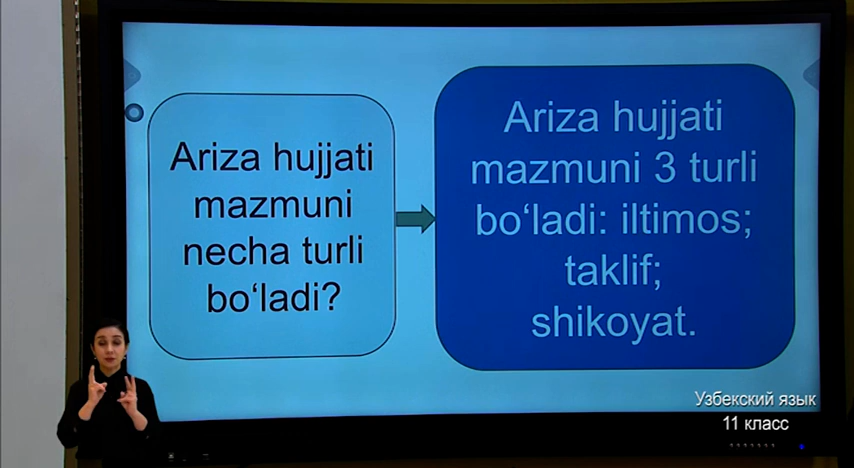 Ariza hujjati
mazmuni
necha turli
bo‘ladi?
Ariza hujjati
mazmuni 3 turli
bo‘ladi: iltimos;
taklif;
shikoyat.
Узбекский язык
11 класс